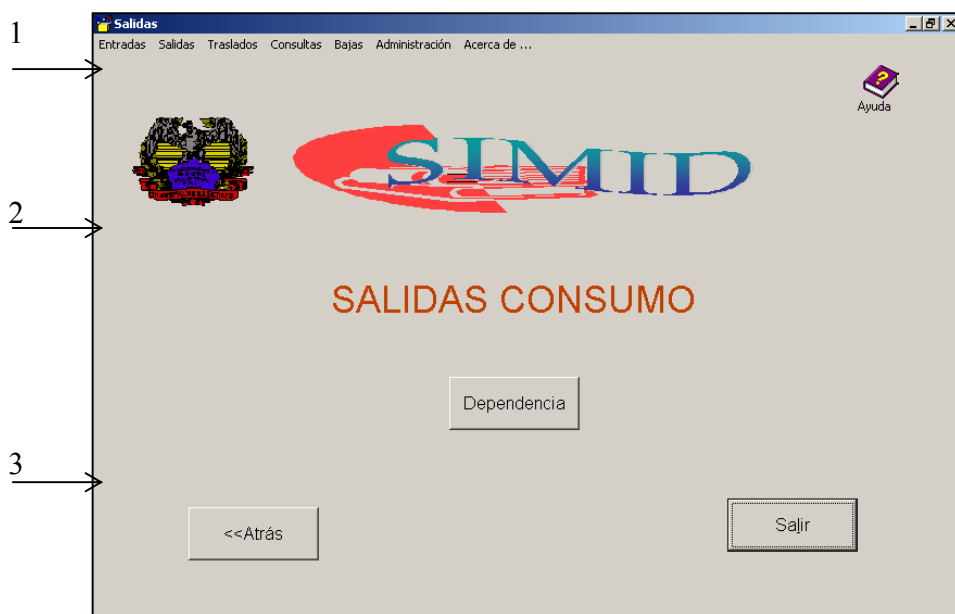 1
Salidas
Entradas Salidas Traslados Consultas Bajas Administración Acerca de ...
?
Ayuda
SIMID
2
SALIDAS CONSUMO
Dependencia
3
<<Atrás
Salir